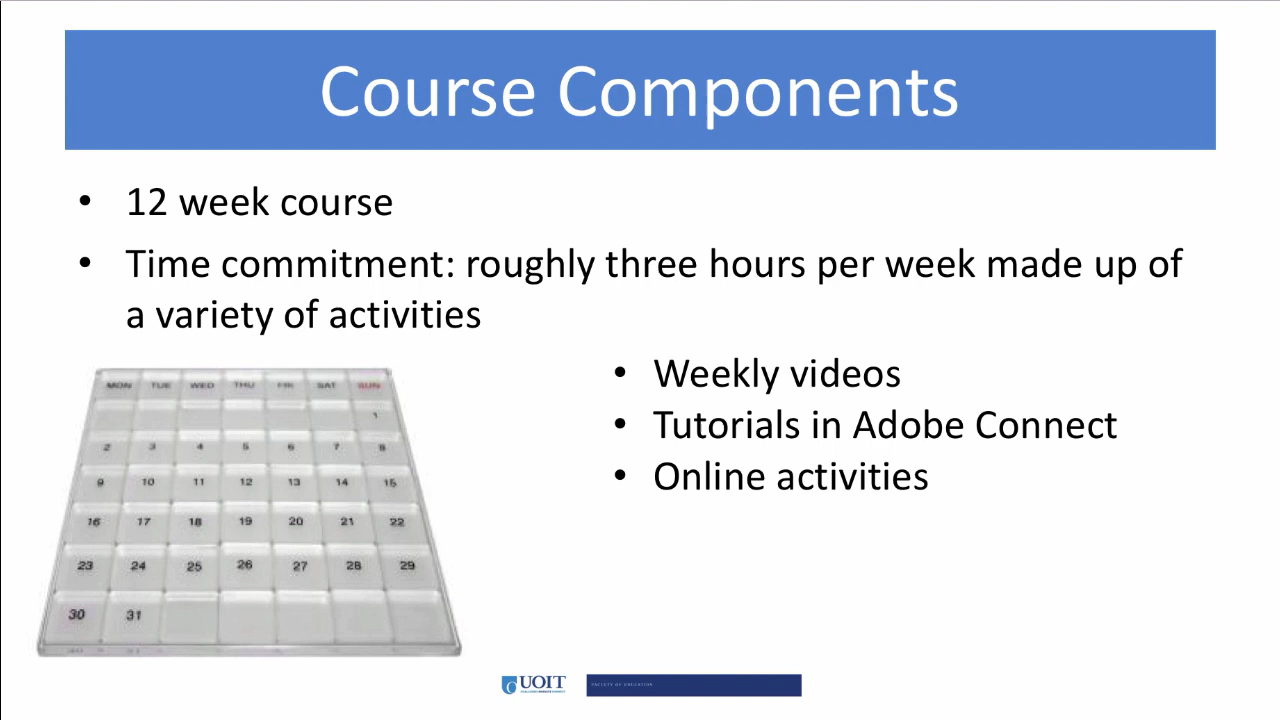 Course Components
• 12 week course
• Time commitment: roughly three hours per week made up of
a variety of activities
• Weekly videos
• Tutorials in Adobe Connect
• Online activities
MON TUE WED THU FRI SAT SUN
1
2 3 4 5 6 7 8
9 10 11 12 13 14 15
16 17 18 19 20 21 22
23 24 25 26 27 28 29
30 31
UOIT
FACULTY OF EDUCATION